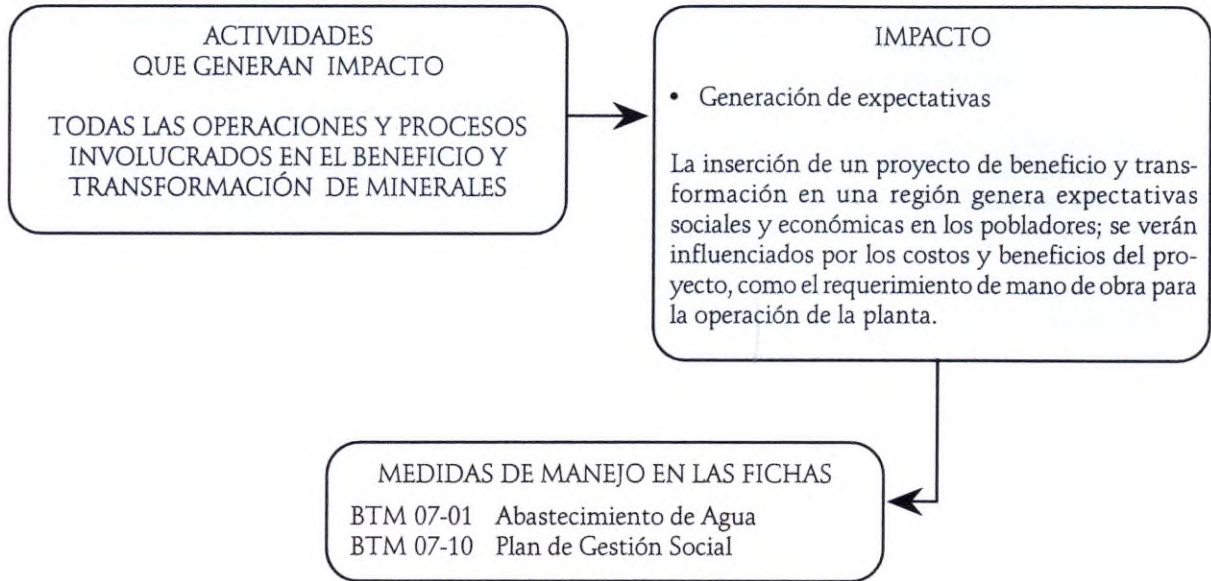 ACTIVIDADES
QUE GENERAN IMPACTO
TODAS LAS OPERACIONES Y PROCESOS
INVOLUCRADOS EN EL BENEFICIO Y
TRANSFORMACIÓN DE MINERALES
IMPACTO
• Generación de expectativas
La inserción de un proyecto de beneficio y trans-
formación en una región genera expectativas
sociales y económicas en los pobladores; se verán
influenciados por los costos y beneficios del pro-
yecto, como el requerimiento de mano de obra para
la operación de la planta.
MEDIDAS DE MANEJO EN LAS FICHAS
BTM 07-01 Abastecimiento de Agua
BTM 07-10 Plan de Gestión Social